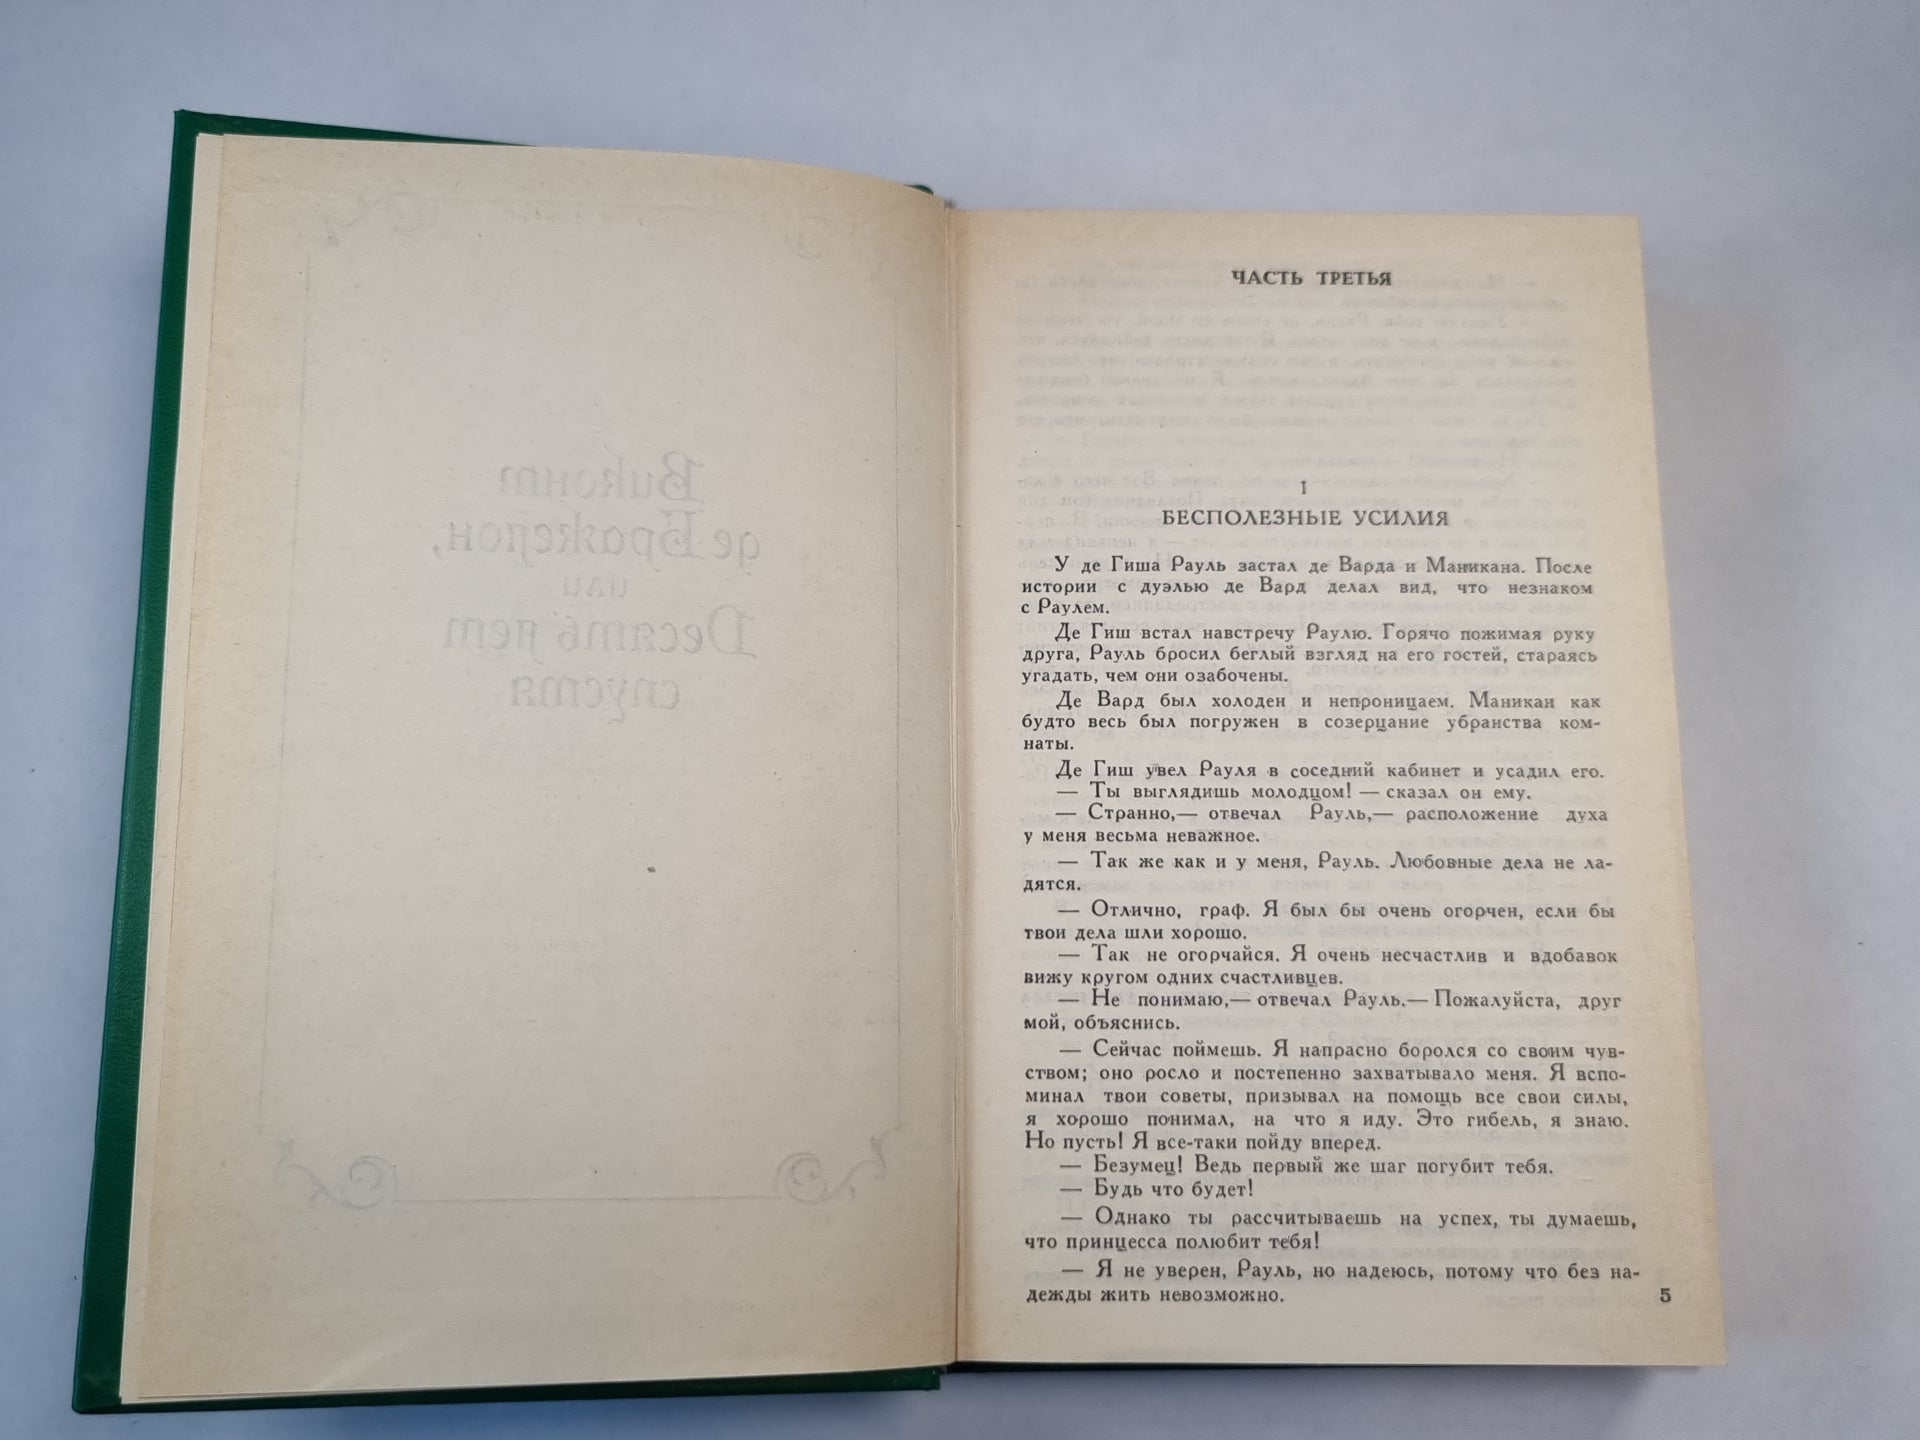 Виконт
де Бражелон,
или
Десять лет
спустя
ЧАСТЬ ТРЕТЬЯ
I
БЕСПОЛЕЗНЫЕ УСИЛИЯ
У де Гиша Рауль застал де Варда и Маникана. После
истории с дуэлью де Вард делал вид, что незнаком
с Раулем.
Де Гиш встал навстречу Раулю. Горячо пожимая руку
друга, Рауль бросил беглый взгляд на его гостей, стараясь
угадать, чем они озабочены.
Де Вард был холоден и непроницаем. Маникан как
будто весь был погружен в созерцание убранства ком-
наты.
Де Гиш увел Рауля в соседний кабинет и усадил его.
— Ты выглядишь молодцом! — сказал он ему.
— Странно,— отвечал Рауль,— расположение духа
у меня весьма неважное.
— Так же как и у меня, Рауль. Любовные дела не ла-
дятся.
— Отлично, граф. Я был бы очень огорчен, если бы
твои дела шли хорошо.
— Так не огорчайся. Я очень несчастлив и вдобавок
вижу кругом одних счастливцев.
— Не понимаю,— отвечал Рауль.— Пожалуйста, друг
мой, объяснись.
— Сейчас поймешь. Я напрасно боролся со своим чув-
ством; оно росло и постепенно захватывало меня. Я вспо-
минал твои советы, призывал на помощь все свои силы,
я хорошо понимал, на что я иду. Это гибель, я знаю.
Но пусть! Я все-таки пойду вперед.
— Безумец! Ведь первый же шаг погубит тебя.
— Будь что будет!
— Однако ты рассчитываешь на успех, ты думаешь,
что принцесса полюбит тебя!
— Я не уверен, Рауль, но надеюсь, потому что без на-
дежды жить невозможно.
5